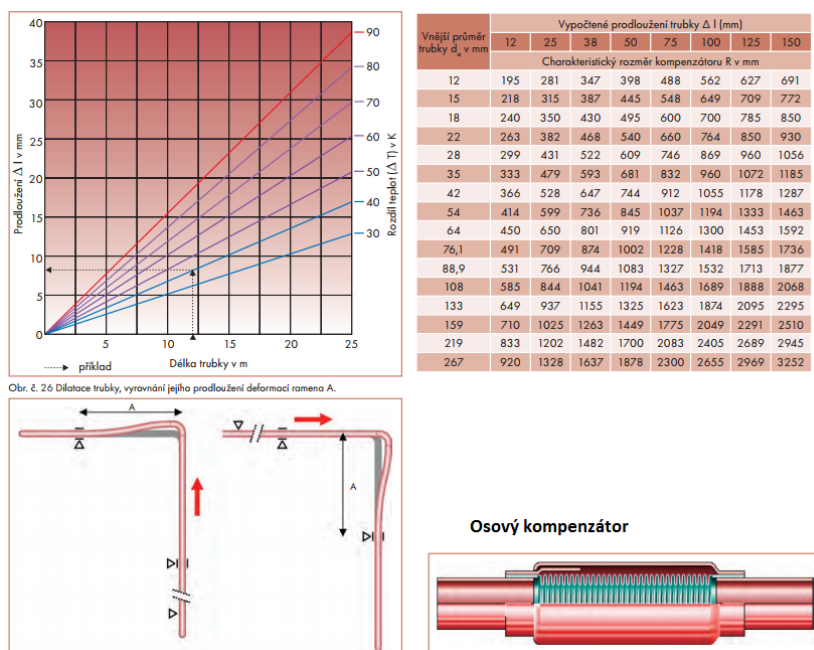 40
35
30
25
20
15
10
5
0
Prodloužení Δ l v mm
90
80
70
60
50
40
30
Rozdíl teplot (Δ T) v K
5 10 15 20 25
Délka trubky v m
příklad
Obr. č. 26 Dilatace trubky, vyrovnání jejího prodloužení deformací ramena A.
A
A
Vnější průměr
trubky dₑ v mm
Vypočtené prodloužení trubky Δ l (mm)
12 25 38 50 75 100 125 150
Charakteristický rozměr kompenzátoru R v mm
12 195 281 347 398 488 562 627 691
15 218 315 387 445 548 649 709 772
18 240 350 430 495 600 700 785 850
22 263 382 468 540 660 764 850 930
28 299 431 522 609 746 869 960 1056
35 333 479 593 681 832 960 1072 1185
42 366 528 647 744 912 1055 1178 1287
54 414 599 736 845 1037 1194 1333 1463
64 450 650 801 919 1126 1300 1453 1592
76,1 491 709 874 1002 1228 1418 1585 1736
88,9 531 766 944 1083 1327 1532 1713 1877
108 585 844 1041 1194 1463 1689 1888 2068
133 649 937 1155 1325 1623 1874 2095 2295
159 710 1025 1263 1449 1775 2049 2291 2510
219 833 1202 1482 1700 2083 2405 2689 2945
267 920 1328 1637 1878 2300 2655 2969 3252
Osový kompenzátor